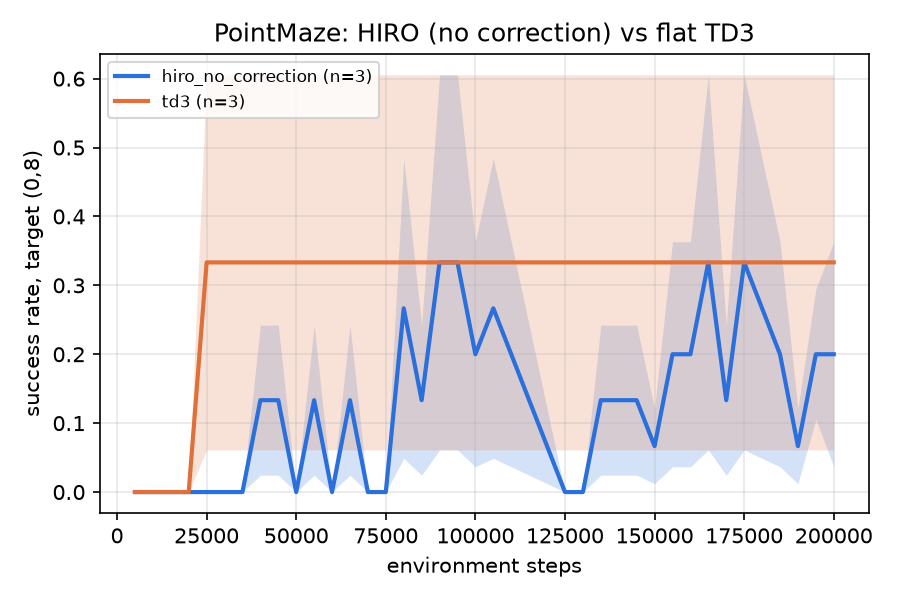 PointMaze: HIRO (no correction) vs flat TD3
hiro_no_correction (n=3)
td3 (n=3)
success rate, target (0,8)
0.6
0.5
0.4
0.3
0.2
0.1
0.0
0 25000 50000 75000 100000 125000 150000 175000 200000
environment steps